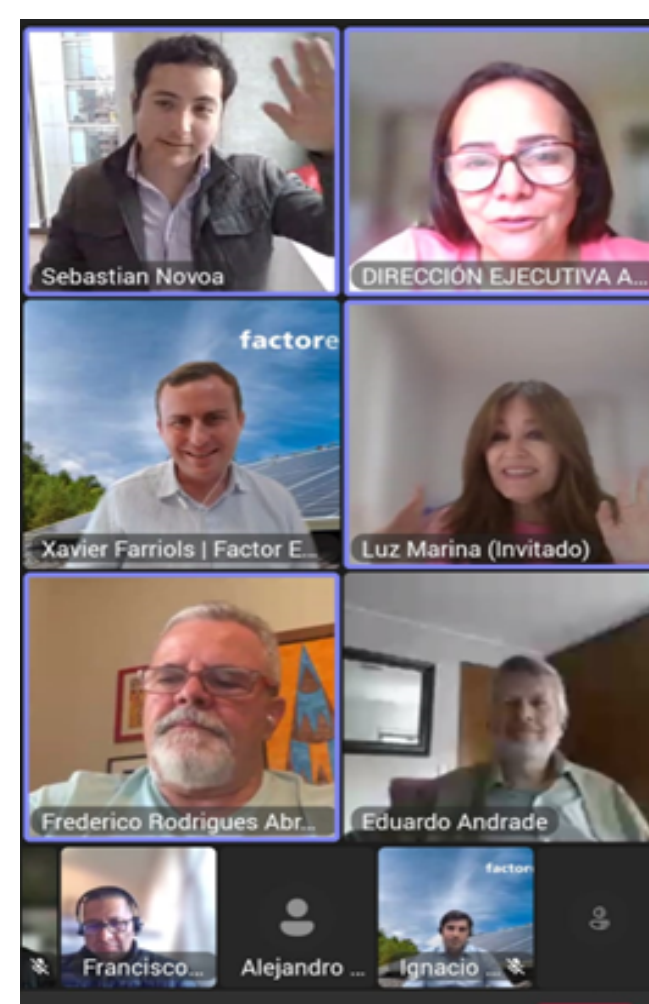 Sebastian Novoa
DIRECCIÓN EJECUTIVA A...
factore
Xavier Farriols | Factor E...
Luz Marina (Invitado)
Frederico Rodrigues Abr...
Eduardo Andrade
factor
Francisco...
Alejandro ...
Ignacio ...